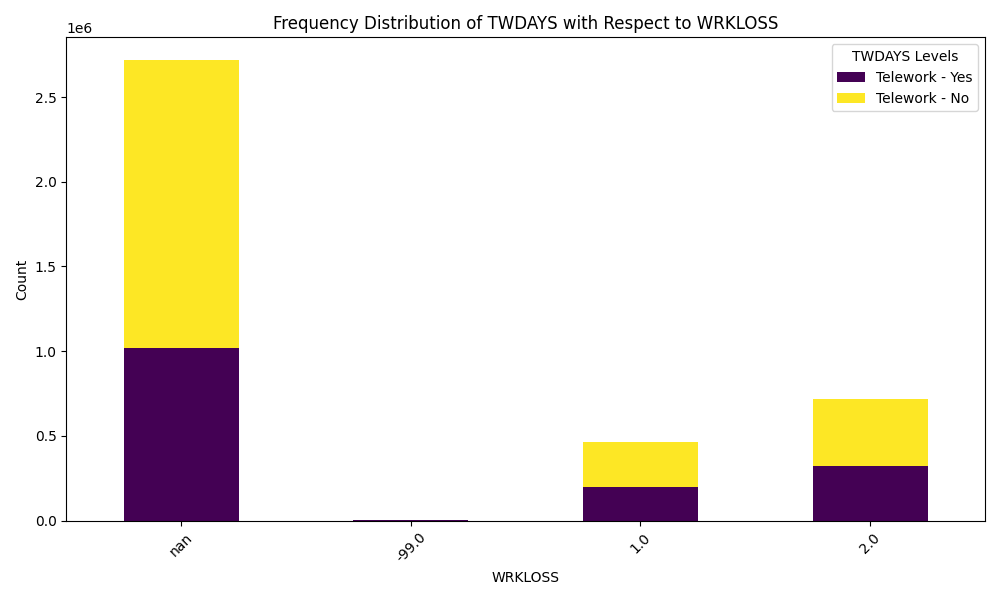 Frequency Distribution of TWDAYS with Respect to WRKLOSS
1e6
TWDAYS Levels
Telework - Yes
Telework - No
2.5
2.0
1.5
1.0
0.5
0.0
Count
nan
-99.0
1.0
2.0
WRKLOSS